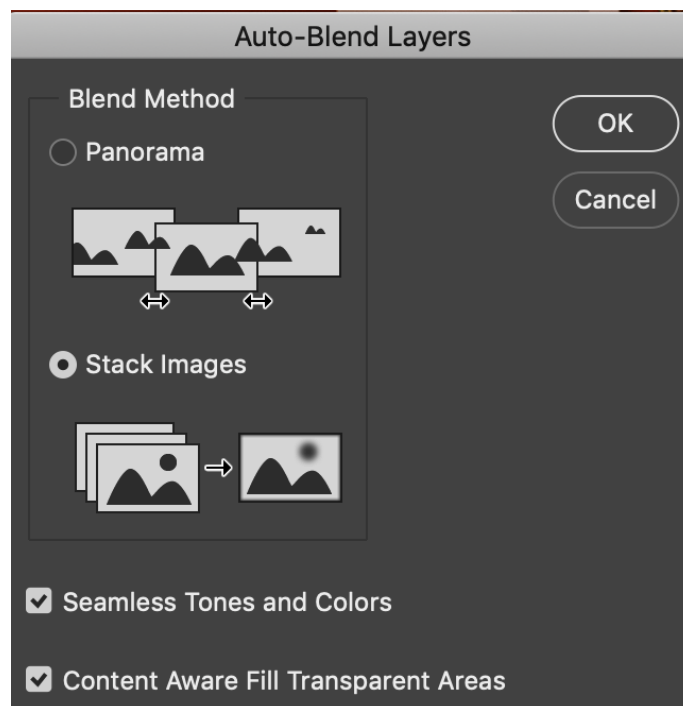 Auto-Blend Layers
Blend Method
Panorama
Stack Images
OK
Cancel
Seamless Tones and Colors
Content Aware Fill Transparent Areas